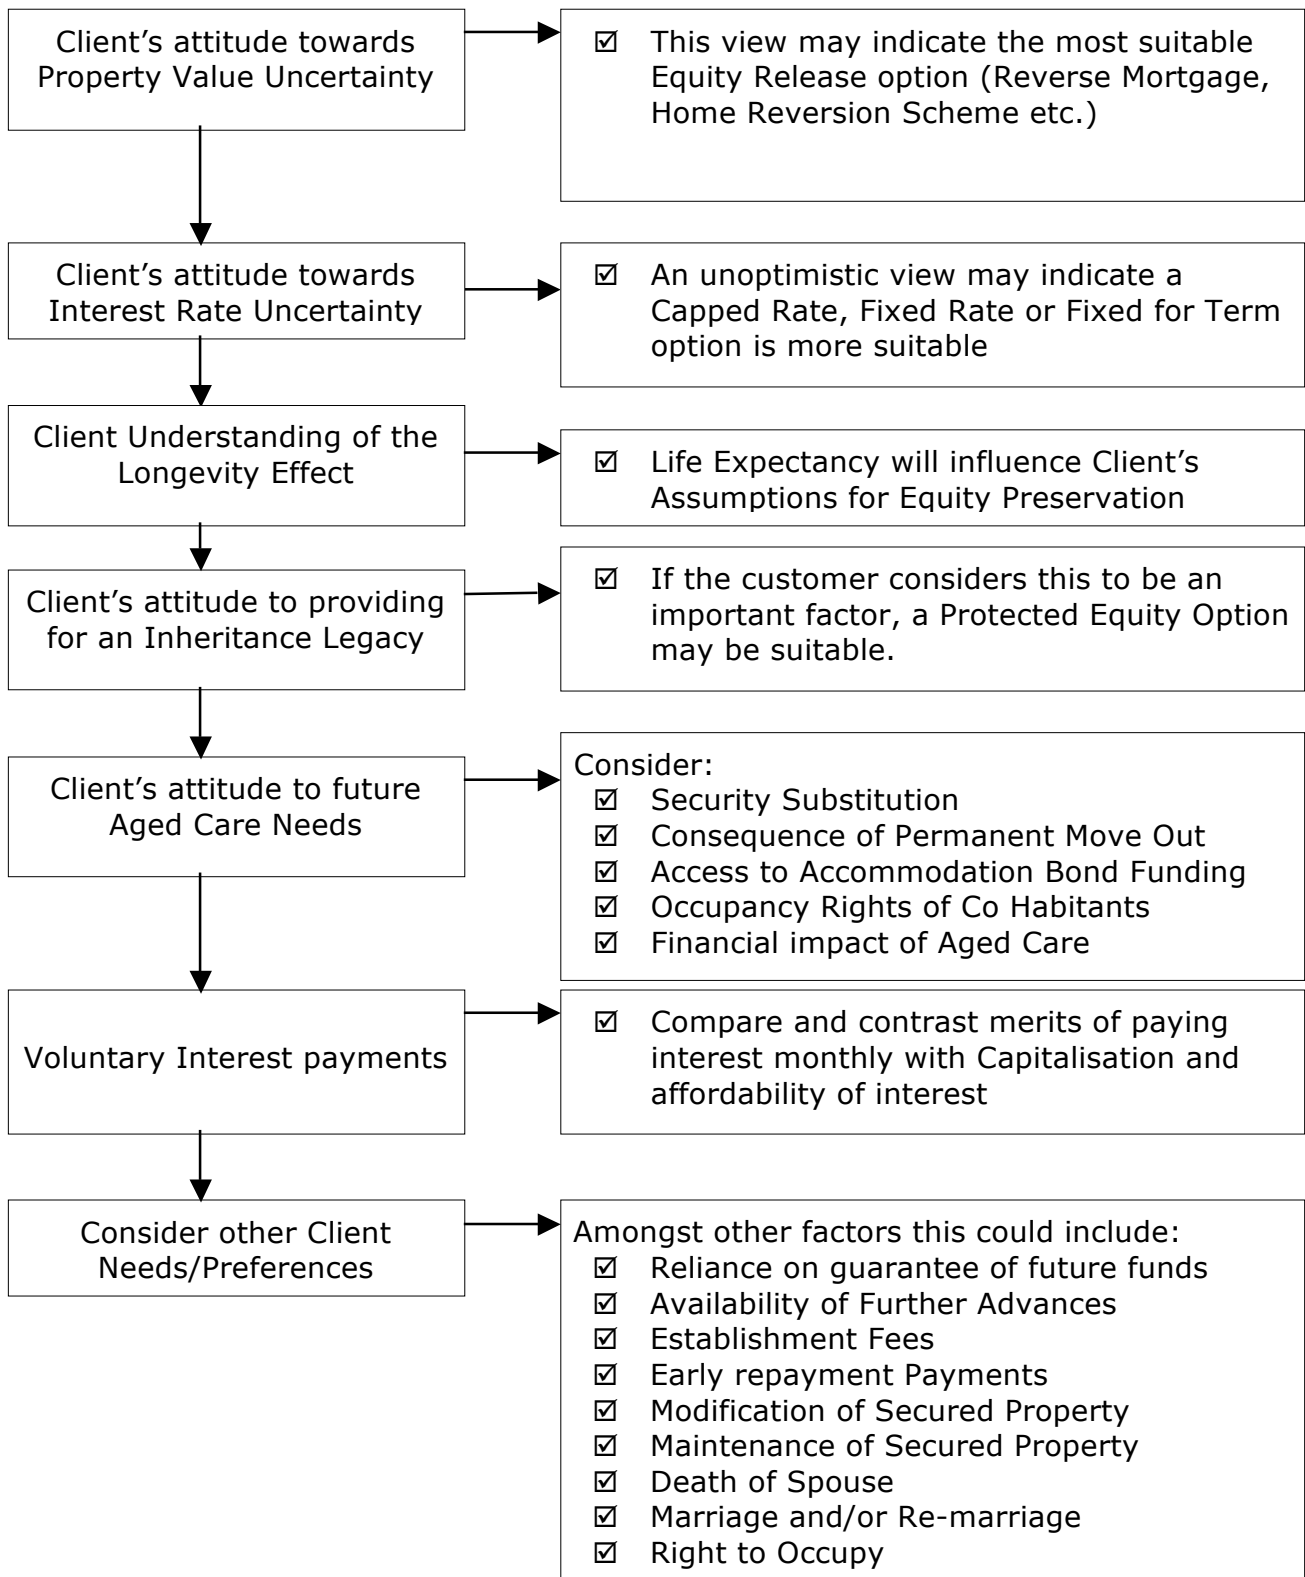 Client’s attitude towards
Property Value Uncertainty
☑ This view may indicate the most suitable
Equity Release option (Reverse Mortgage,
Home Reversion Scheme etc.)
Client’s attitude towards
Interest Rate Uncertainty
☑ An unoptimistic view may indicate a
Capped Rate, Fixed Rate or Fixed for Term
option is more suitable
Client Understanding of the
Longevity Effect
☑ Life Expectancy will influence Client’s
Assumptions for Equity Preservation
Client’s attitude to providing
for an Inheritance Legacy
☑ If the customer considers this to be an
important factor, a Protected Equity Option
may be suitable.
Client’s attitude to future
Aged Care Needs
Consider:
☑ Security Substitution
☑ Consequence of Permanent Move Out
☑ Access to Accommodation Bond Funding
☑ Occupancy Rights of Co Habitants
☑ Financial impact of Aged Care
Voluntary Interest payments
☑ Compare and contrast merits of paying
interest monthly with Capitalisation and
affordability of interest
Consider other Client
Needs/Preferences
Amongst other factors this could include:
☑ Reliance on guarantee of future funds
☑ Availability of Further Advances
☑ Establishment Fees
☑ Early repayment Payments
☑ Modification of Secured Property
☑ Maintenance of Secured Property
☑ Death of Spouse
☑ Marriage and/or Re-marriage
☑ Right to Occupy